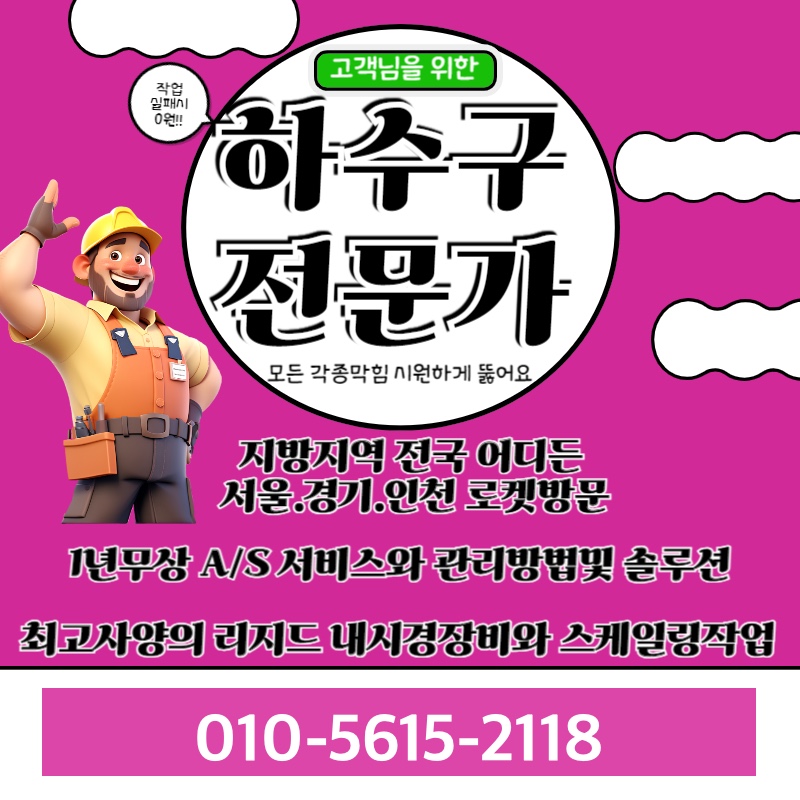 고객님을 위한
작업
실패시
0원!!
하수구
전문가
모든 각종막힘 시원하게 뚫어요
지방지역 전국 어디든
서울.경기.인천 로켓방문
1년무상 A/S 서비스와 관리방법및 솔루션
최고사양의 리지드 내시경장비와 스케일링작업
010-5615-2118